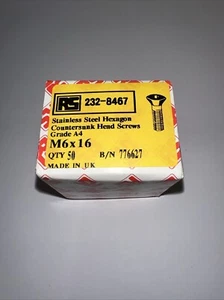 RS 232-8467
Stainless Steel Hexagon
Countersunk Head Screws
Grade A4
M6x16
QTY 50 B/N 776627
MADE IN UK